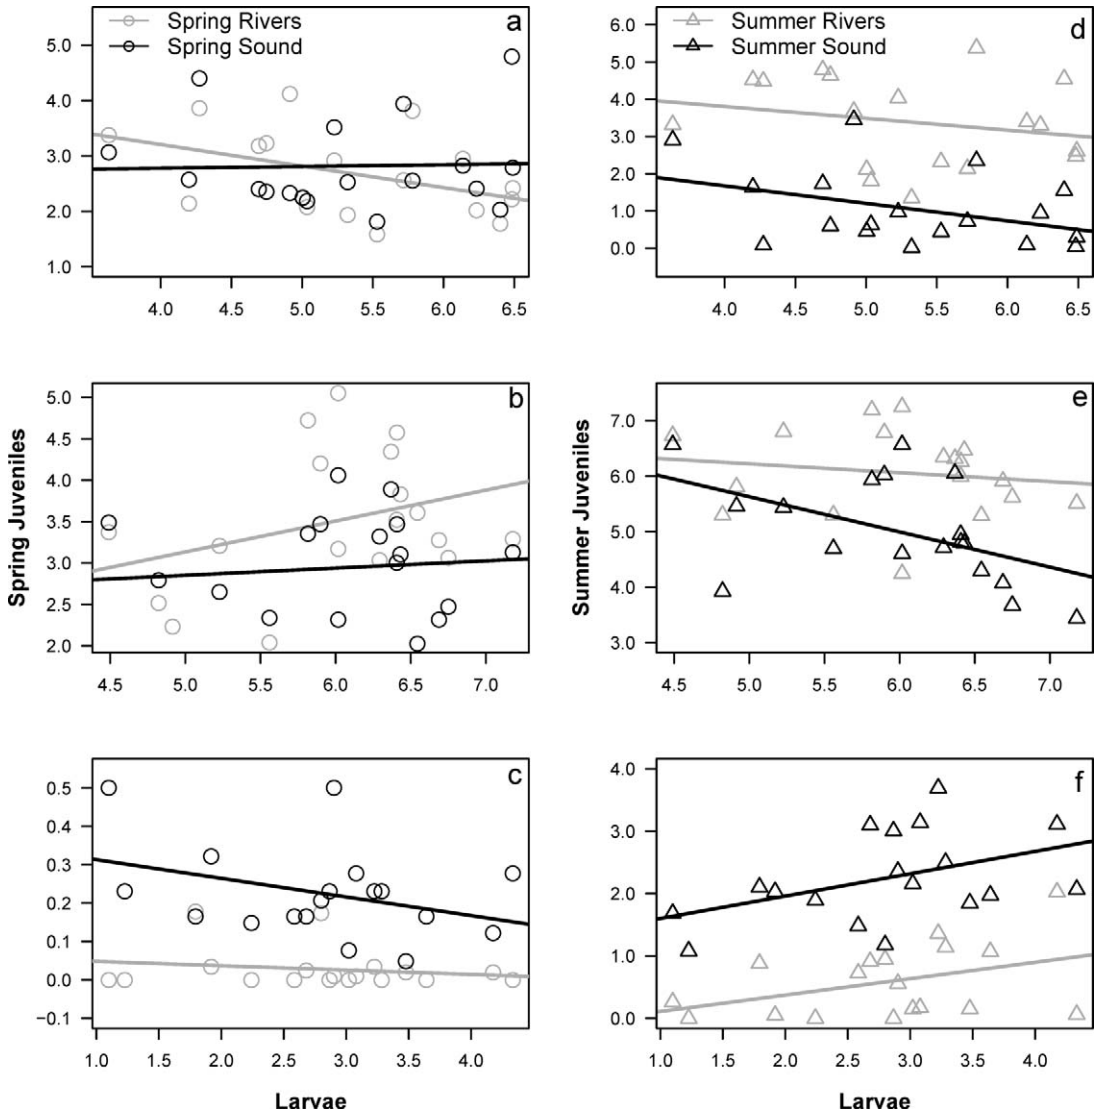 Spring Rivers
Spring Sound
a
5.0
4.0
3.0
2.0
1.0
4.0 4.5 5.0 5.5 6.0 6.5
Summer Rivers
Summer Sound
d
6.0
5.0
4.0
3.0
2.0
1.0
0.0
4.0 4.5 5.0 5.5 6.0 6.5
Spring Juveniles
b
5.0
4.5
4.0
3.5
3.0
2.5
2.0
4.5 5.0 5.5 6.0 6.5 7.0
Summer Juveniles
e
7.0
6.0
5.0
4.0
3.0
4.5 5.0 5.5 6.0 6.5 7.0
c
0.5
0.4
0.3
0.2
0.1
0.0
−0.1
1.0 1.5 2.0 2.5 3.0 3.5 4.0
Larvae
f
4.0
3.0
2.0
1.0
0.0
1.0 1.5 2.0 2.5 3.0 3.5 4.0
Larvae